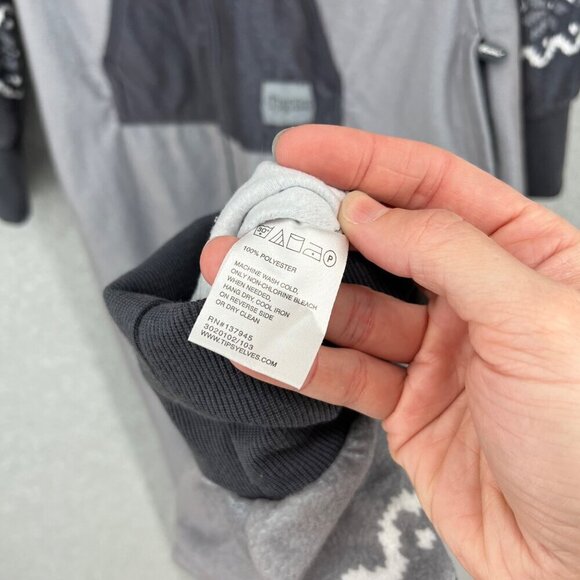 30°
P
100% POLYESTER
MACHINE WASH COLD,
ONLY NON-CHLORINE BLEACH
WHEN NEEDED,
HANG DRY, COOL IRON
ON REVERSE SIDE
OR DRY CLEAN
RN#137945
3020102/103
WWW.TIPSYELVES.COM